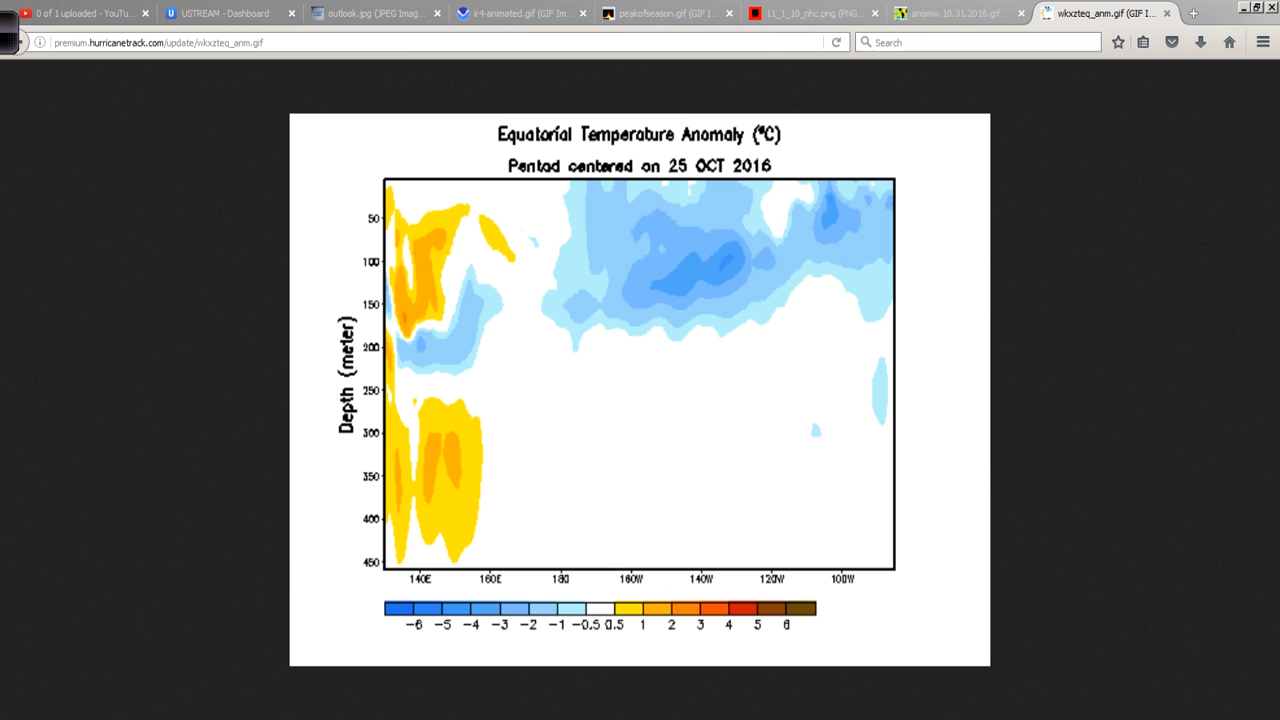 0 of 1 uploaded - YouTu...
USTREAM - Dashboard
outlook.jpg (JPEG Imag...
ir4-animated.gif (GIF Im...
peakofseason.gif (GIF I...
11_1_10_nhc.png (PNG...
anomw.10.31.2016.gif ...
wkxzteq_anm.gif (GIF I...
premium.hurricanetrack.com/update/wkxzteq_anm.gif
Search
Equatorial Temperature Anomaly (°C)
Pentad centered on 25 OCT 2016
Depth (meter)
50
100
150
200
250
300
350
400
450
140E 160E 180 160W 140W 120W 100W
-6 -5 -4 -3 -2 -1 -0.5 0.5 1 2 3 4 5 6